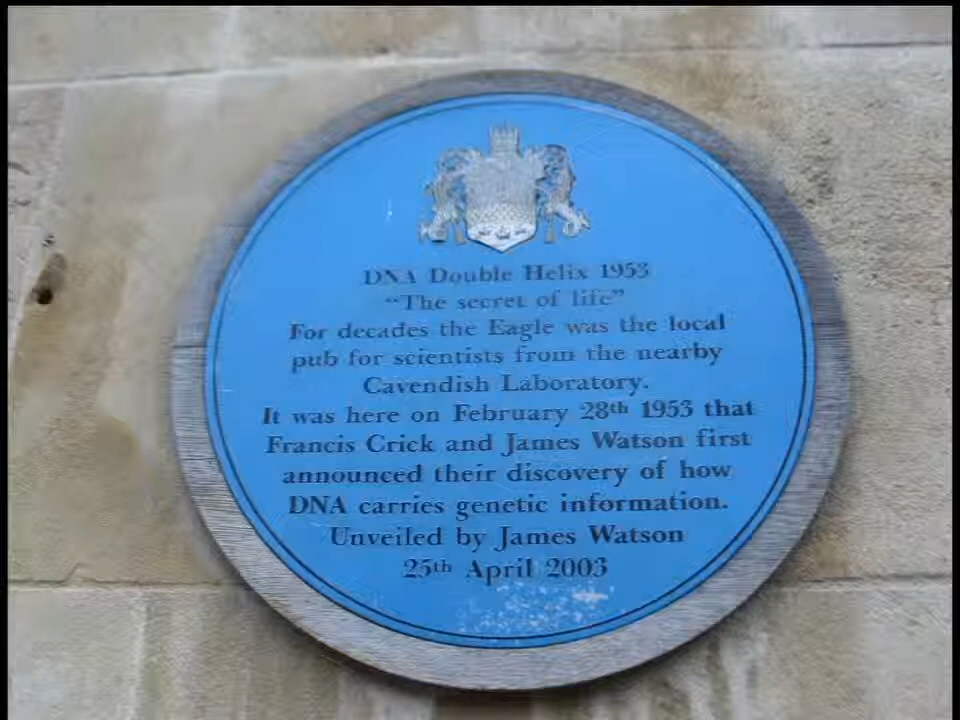 DNA Double Helix 1953
"The secret of life"
For decades the Eagle was the local
pub for scientists from the nearby
Cavendish Laboratory.
It was here on February 28th 1953 that
Francis Crick and James Watson first
announced their discovery of how
DNA carries genetic information.
Unveiled by James Watson
25th April 2003